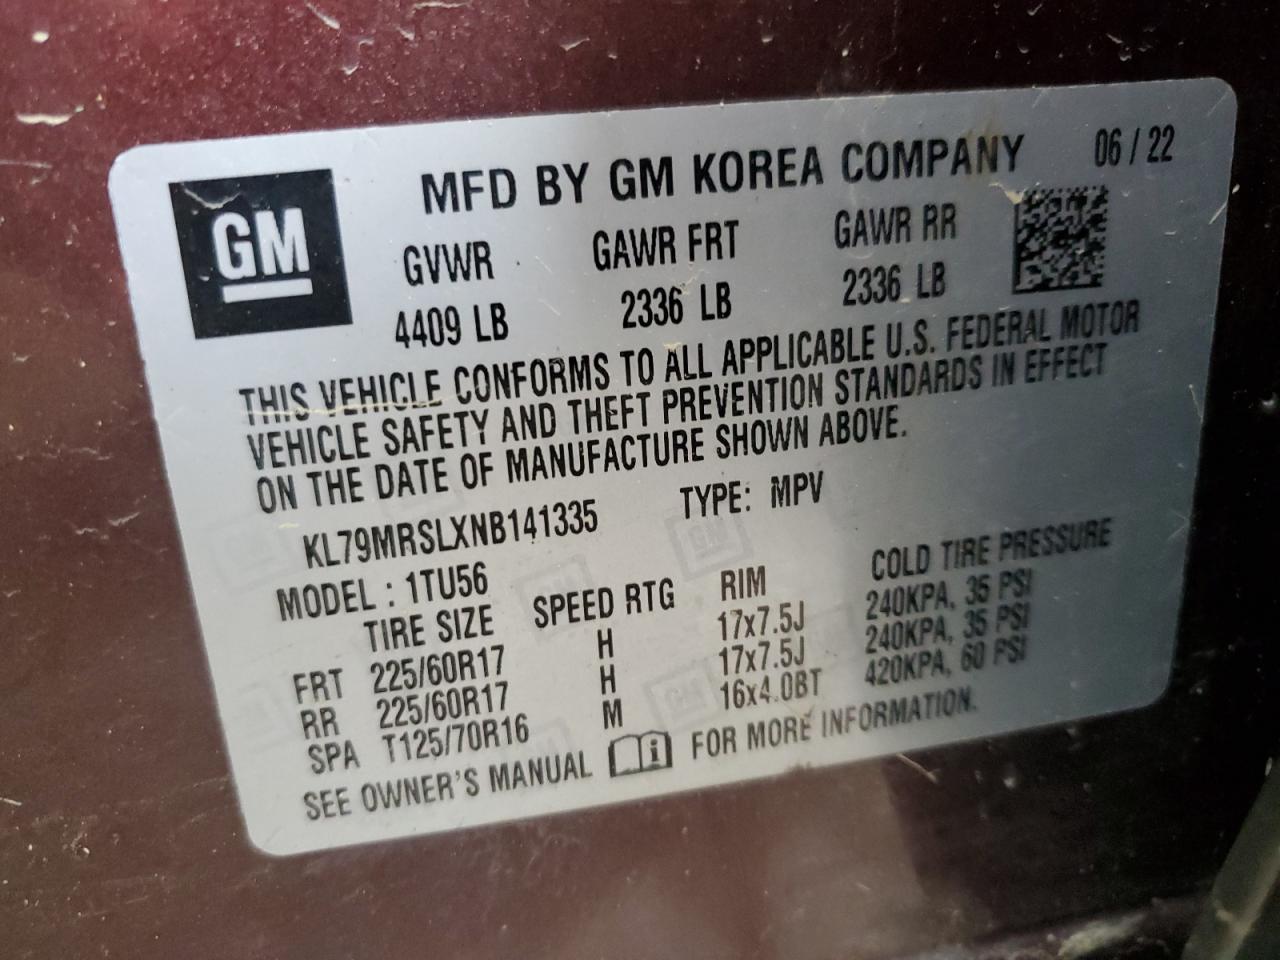 GM
MFD BY GM KOREA COMPANY 06 / 22
GVWR GAWR FRT GAWR RR
4409 LB 2336 LB 2336 LB
THIS VEHICLE CONFORMS TO ALL APPLICABLE U.S. FEDERAL MOTOR
VEHICLE SAFETY AND THEFT PREVENTION STANDARDS IN EFFECT
ON THE DATE OF MANUFACTURE SHOWN ABOVE.
KL79MRSLXNB141335 TYPE: MPV
MODEL : 1TU56
TIRE SIZE SPEED RTG RIM COLD TIRE PRESSURE
FRT 225/60R17 H 17x7.5J 240KPA, 35 PSI
RR 225/60R17 H 17x7.5J 240KPA, 35 PSI
SPA T125/70R16 M 16x4.0BT 420KPA, 60 PSI
SEE OWNER'S MANUAL FOR MORE INFORMATION.